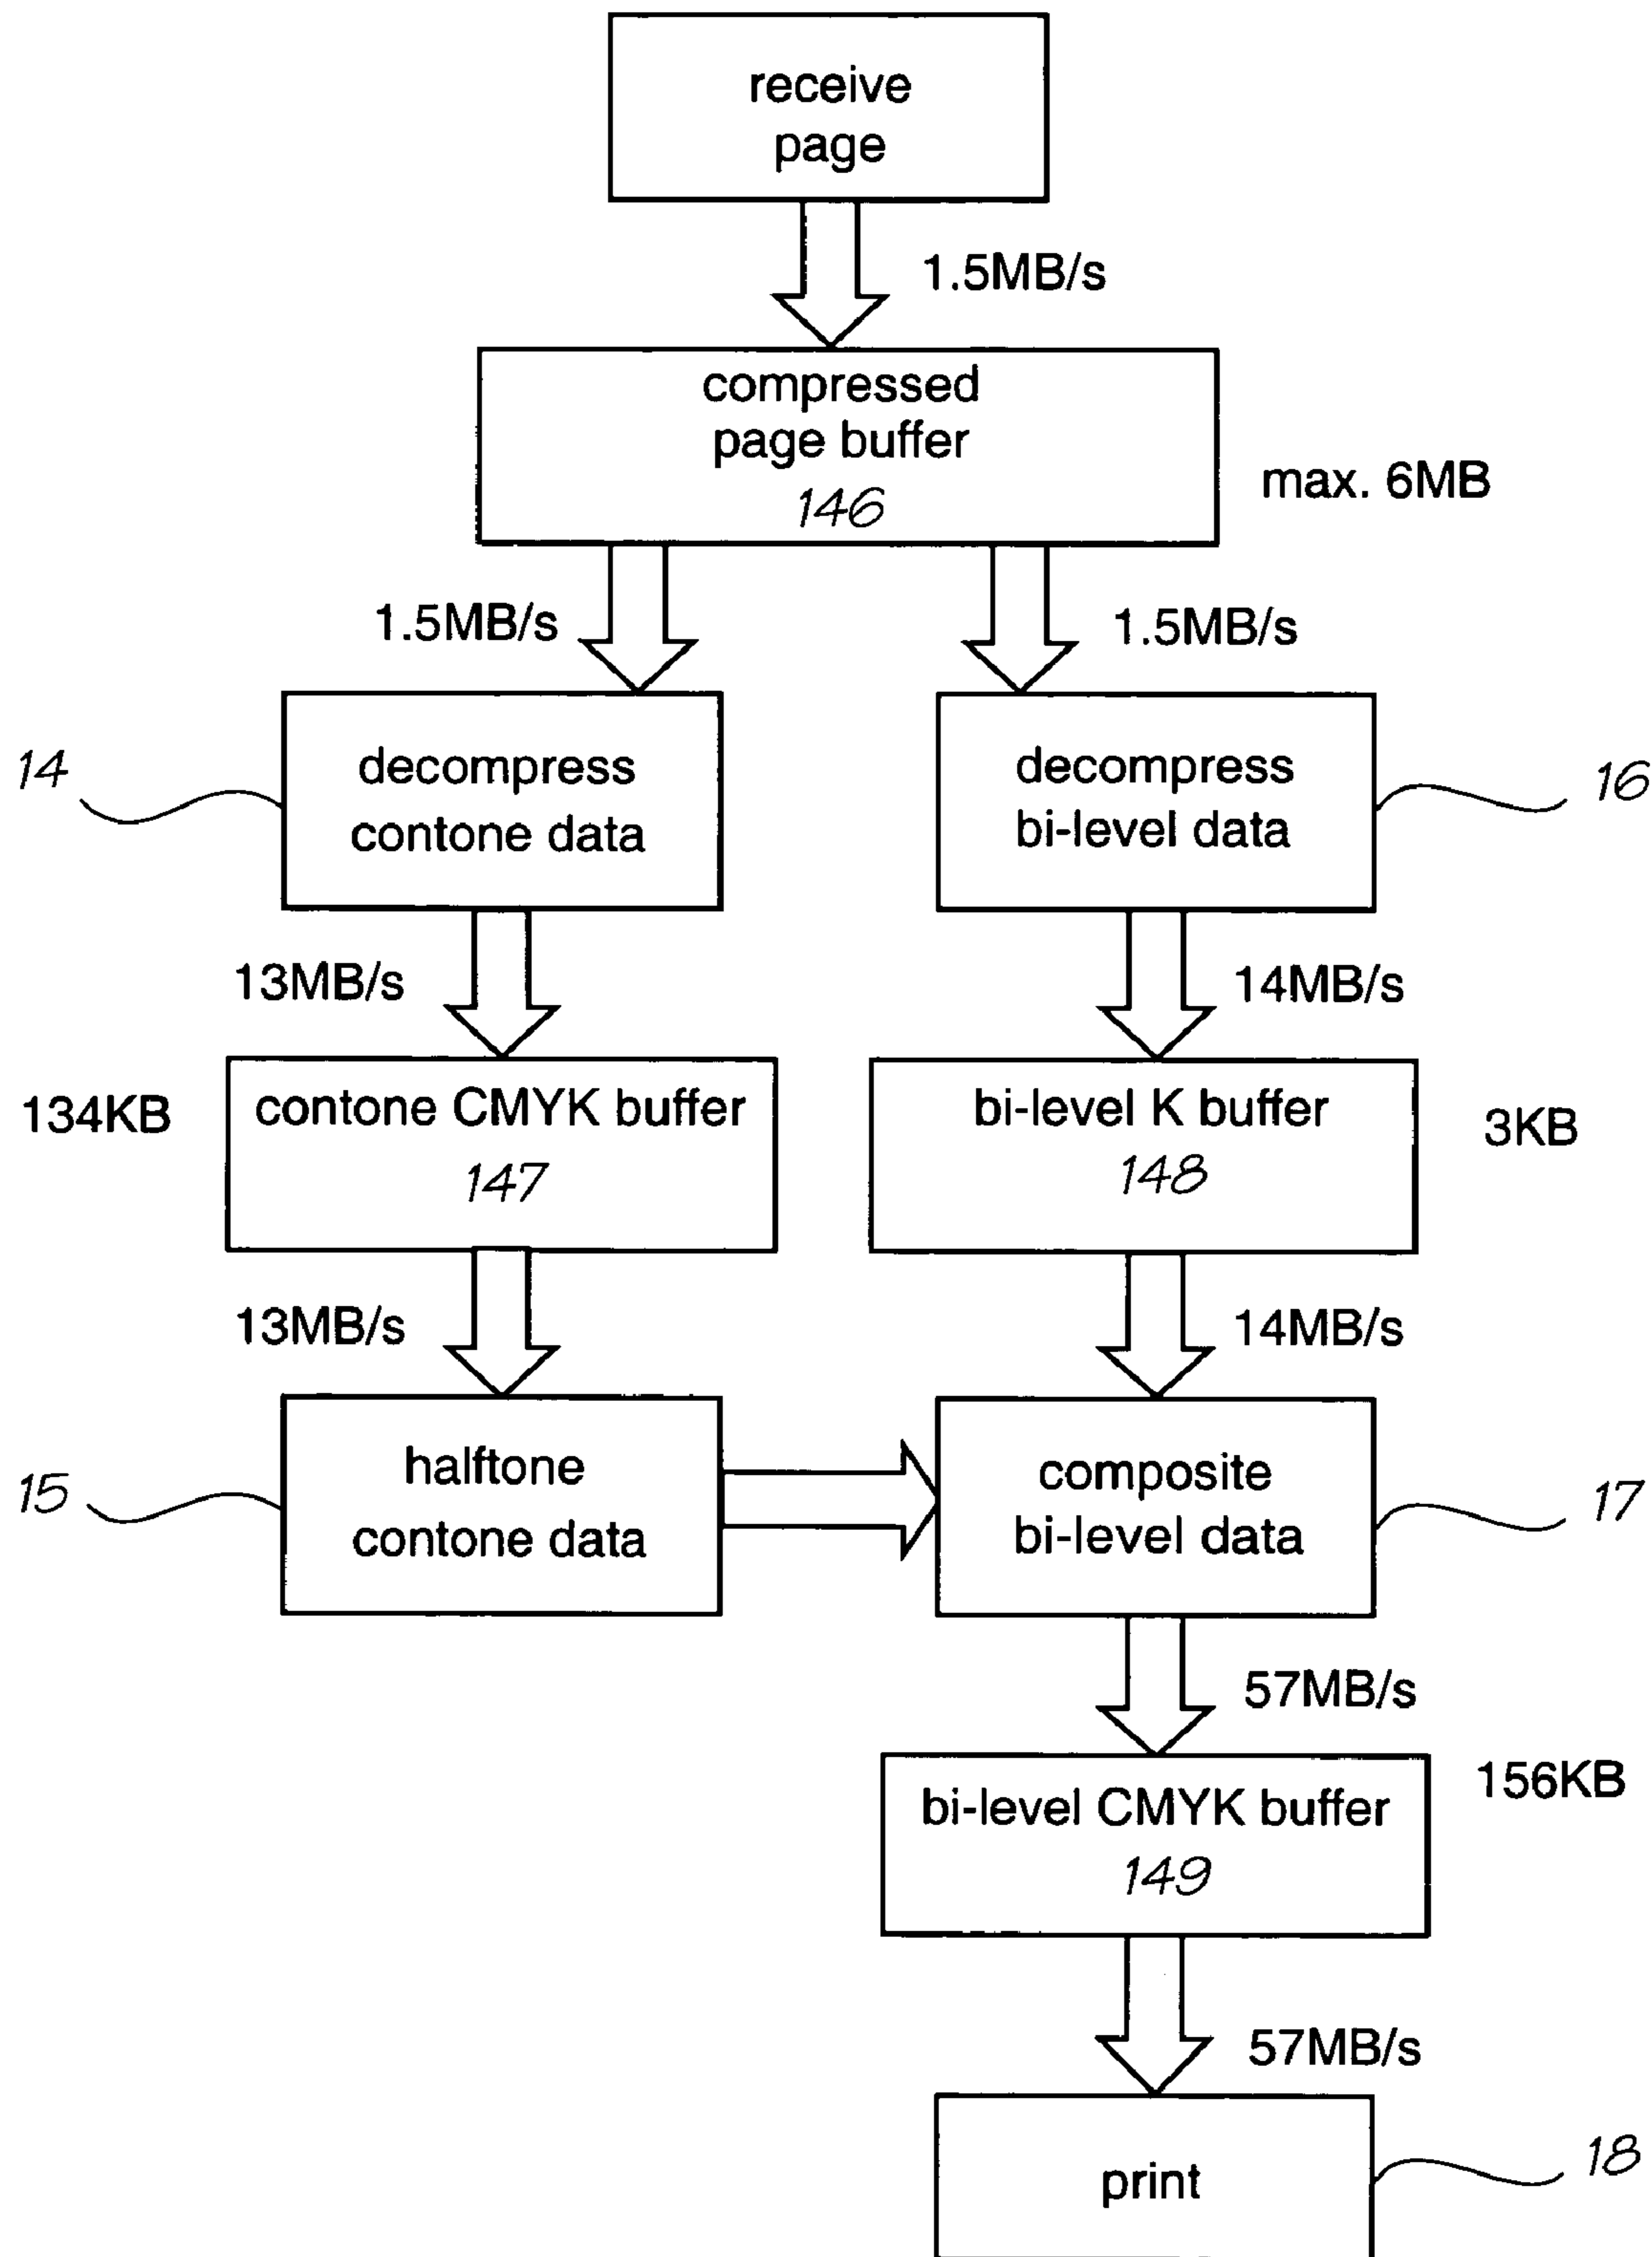 receive
page
1.5MB/s
compressed
page buffer
146
max. 6MB
1.5MB/s
1.5MB/s
14
decompress
contone data
decompress
bi-level data
16
13MB/s
14MB/s
134KB
contone CMYK buffer
147
bi-level K buffer
148
3KB
13MB/s
14MB/s
15
halftone
contone data
composite
bi-level data
17
57MB/s
bi-level CMYK buffer
149
156KB
57MB/s
print
18